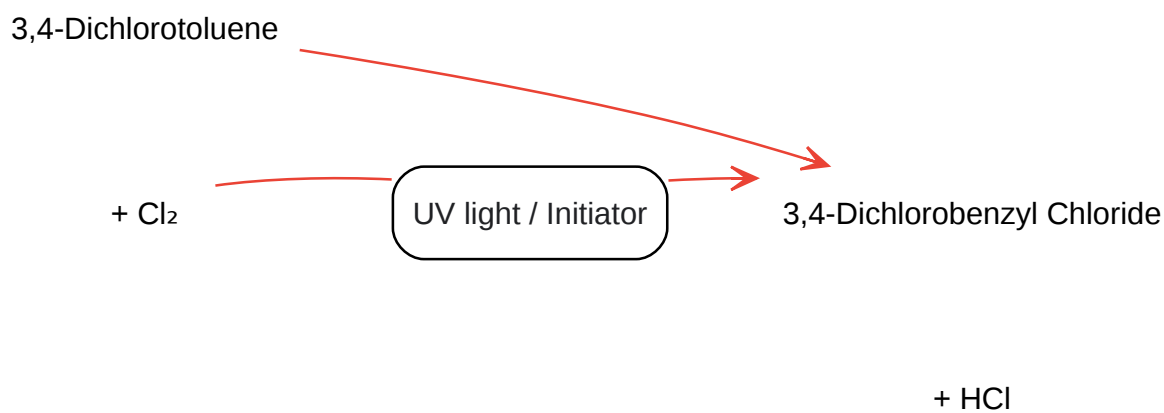 3,4-Dichlorotoluene
+ Cl₂
UV light / Initiator
3,4-Dichlorobenzyl Chloride
+ HCl